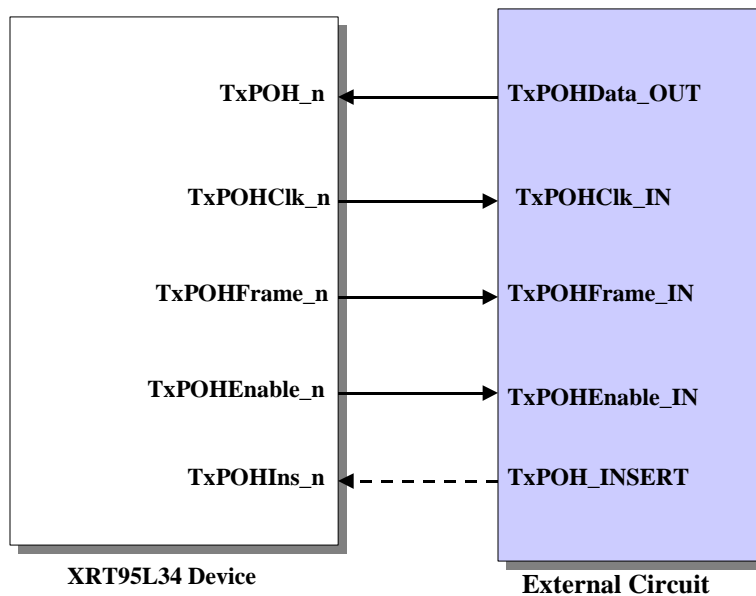 TxPOH_n
TxPOHData_OUT
TxPOHClk_n
TxPOHClk_IN
TxPOHFrame_n
TxPOHFrame_IN
TxPOHEnable_n
TxPOHEnable_IN
TxPOHIns_n
TxPOH_INSERT
XRT95L34 Device
External Circuit